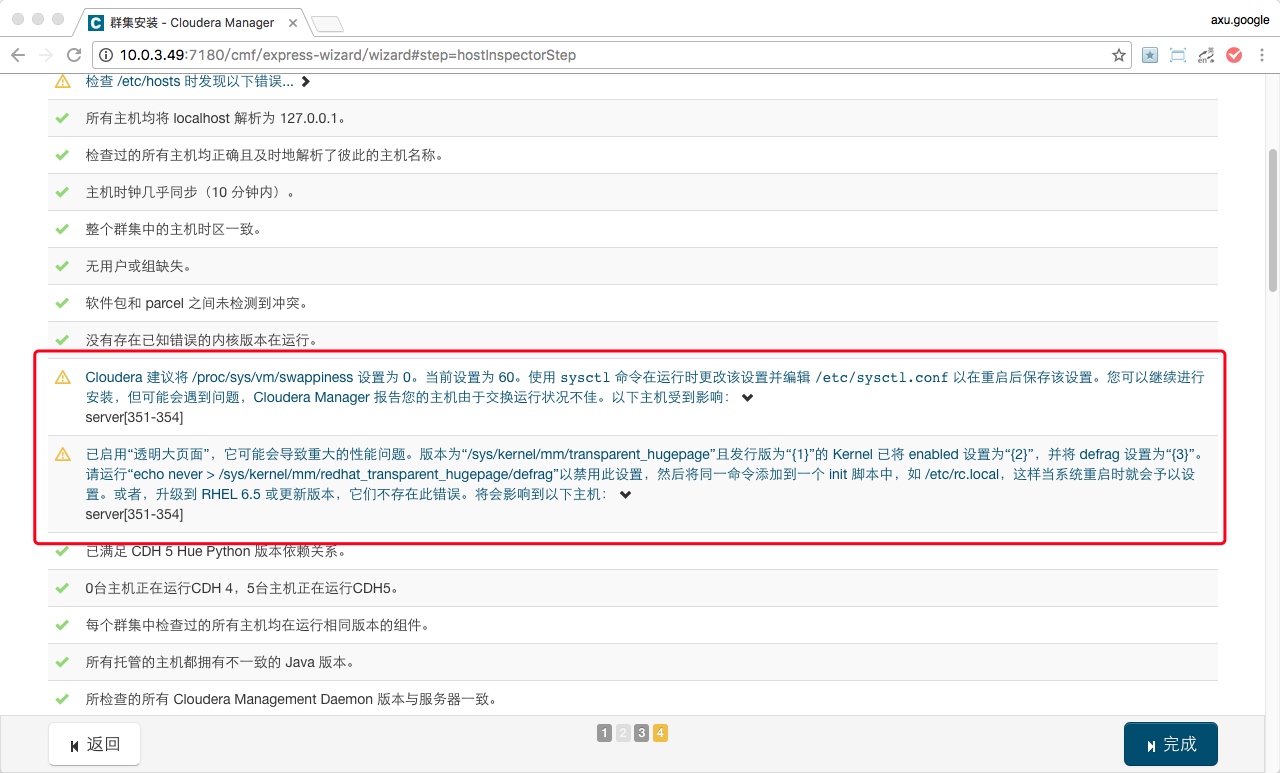 群集安装 - Cloudera Manager
axu.google
10.0.3.49:7180/cmf/express-wizard/wizard#step=hostInspectorStep
检查 /etc/hosts 时发现以下错误...
所有主机均将 localhost 解析为 127.0.0.1。
检查过的所有主机均正确且及时地解析了彼此的主机名称。
主机时钟几乎同步（10 分钟内）。
整个群集中的主机时区一致。
无用户或组缺失。
软件包和 parcel 之间未检测到冲突。
没有存在已知错误的内核版本在运行。
Cloudera 建议将 /proc/sys/vm/swappiness 设置为 0。当前设置为 60。使用 sysctl 命令在运行时更改该设置并编辑 /etc/sysctl.conf 以在重启后保存该设置。您可以继续进行
安装，但可能会遇到问题，Cloudera Manager 报告您的主机由于交换运行状况不佳。以下主机受到影响：
server[351-354]
已启用“透明大页面”，它可能会导致重大的性能问题。版本为“/sys/kernel/mm/transparent_hugepage”且发行版为“{1}”的 Kernel 已将 enabled 设置为“{2}”，并将 defrag 设置为“{3}”。
请运行“echo never > /sys/kernel/mm/redhat_transparent_hugepage/defrag”以禁用此设置，然后将同一命令添加到一个 init 脚本中，如 /etc/rc.local，这样当系统重启时就会予以设
置。或者，升级到 RHEL 6.5 或更新版本，它们不存在此错误。将会影响到以下主机：
server[351-354]
已满足 CDH 5 Hue Python 版本依赖关系。
0台主机正在运行CDH 4，5台主机正在运行CDH5。
每个群集中检查过的所有主机均在运行相同版本的组件。
所有托管的主机都拥有不一致的 Java 版本。
所检查的所有 Cloudera Management Daemon 版本与服务器一致。
返回
1 2 3 4
完成